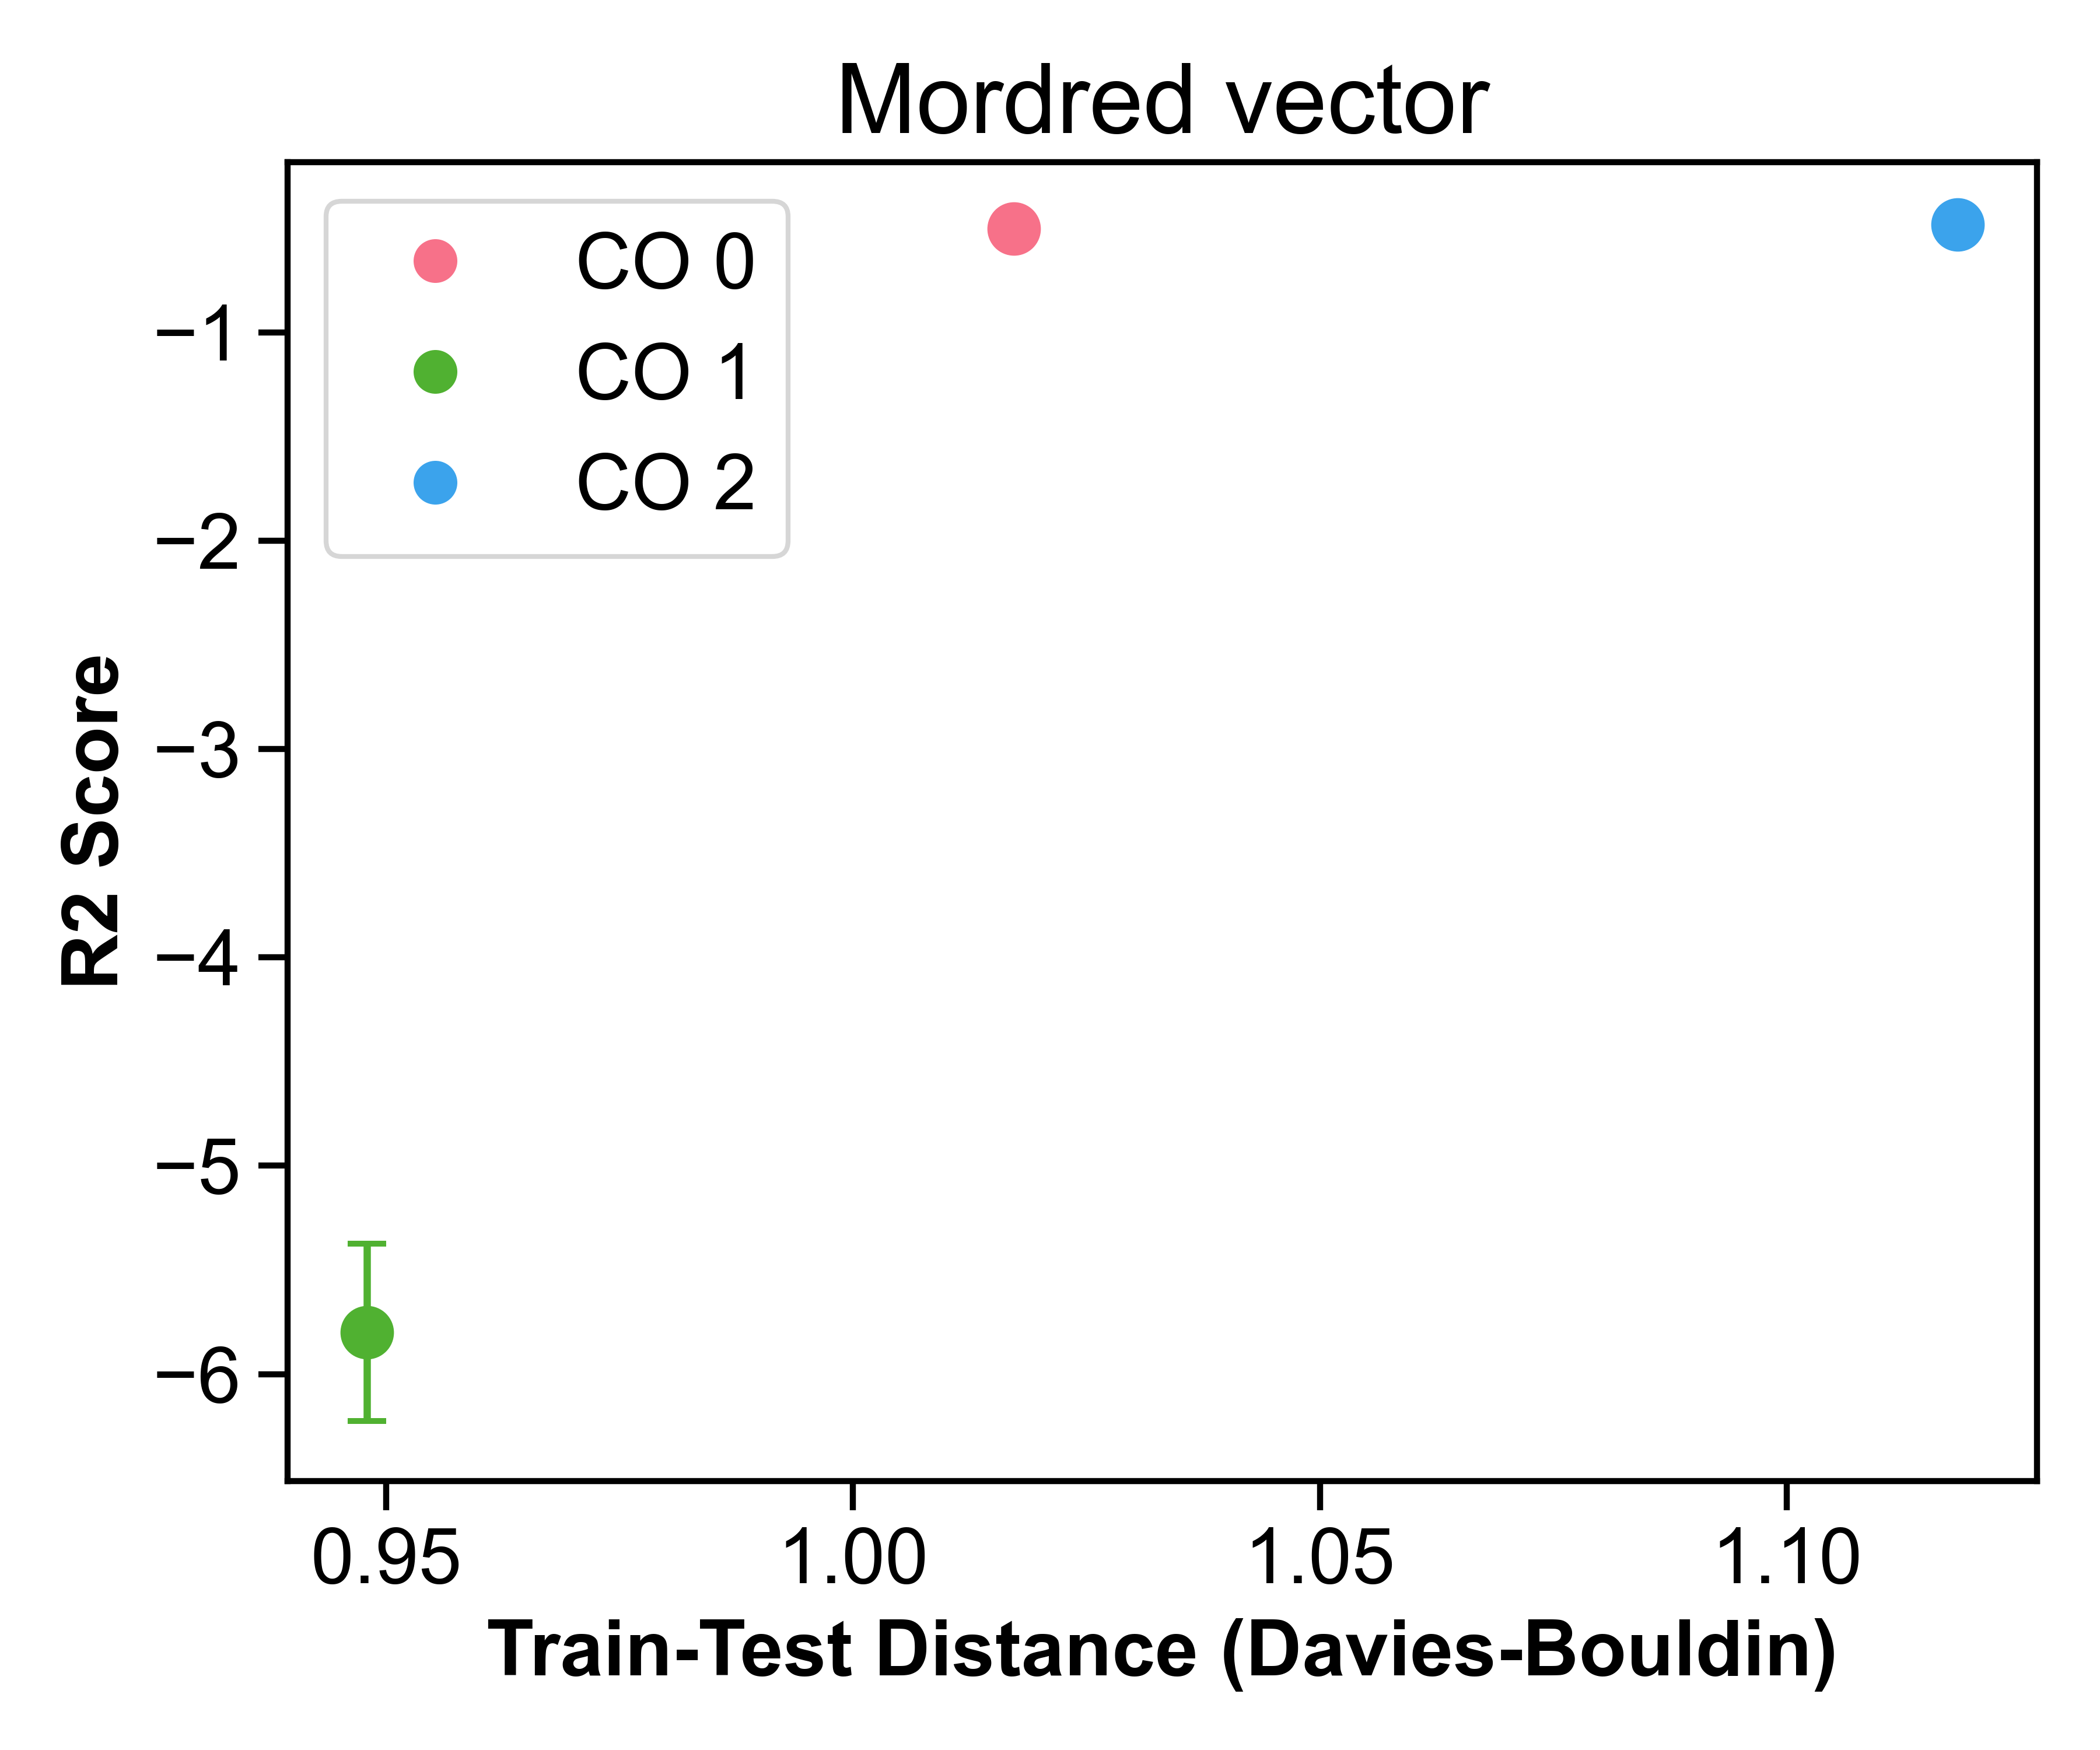 Mordred vector
CO 0
CO 1
CO 2
R2 Score
−1
−2
−3
−4
−5
−6
0.95 1.00 1.05 1.10
Train-Test Distance (Davies-Bouldin)